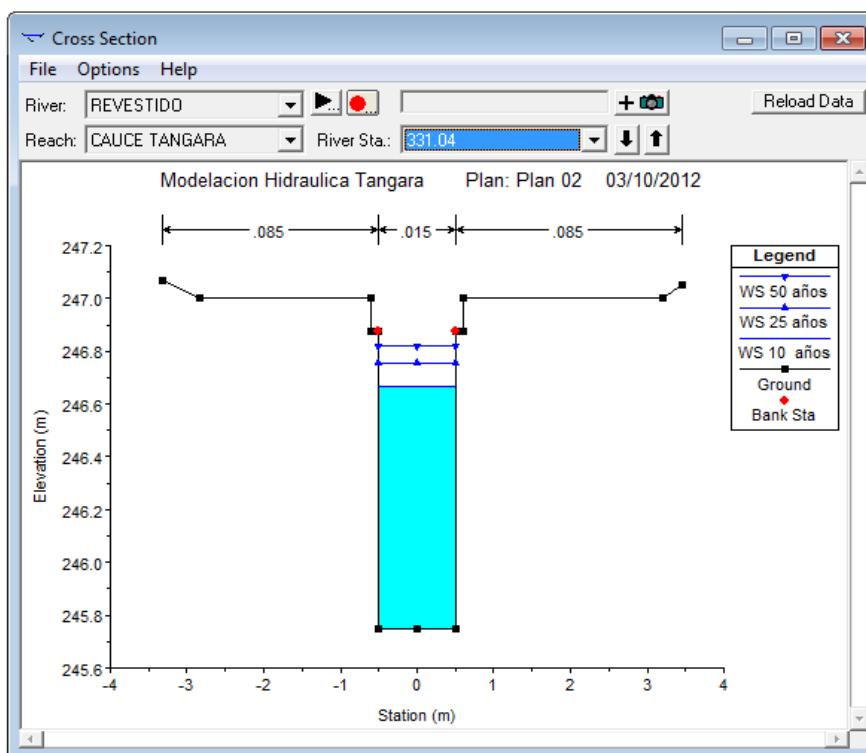 Cross Section
File Options Help
River: REVESTIDO Reload Data
Reach: CAUCE TANGARA River Sta.: 331.04
Modelacion Hidraulica Tangara Plan: Plan 02 03/10/2012
.085 .015 .085
Legend
WS 50 años
WS 25 años
WS 10 años
Ground
Bank Sta
247.2
247.0
246.8
246.6
246.4
246.2
246.0
245.8
245.6
Elevation (m)
-4 -3 -2 -1 0 1 2 3 4
Station (m)